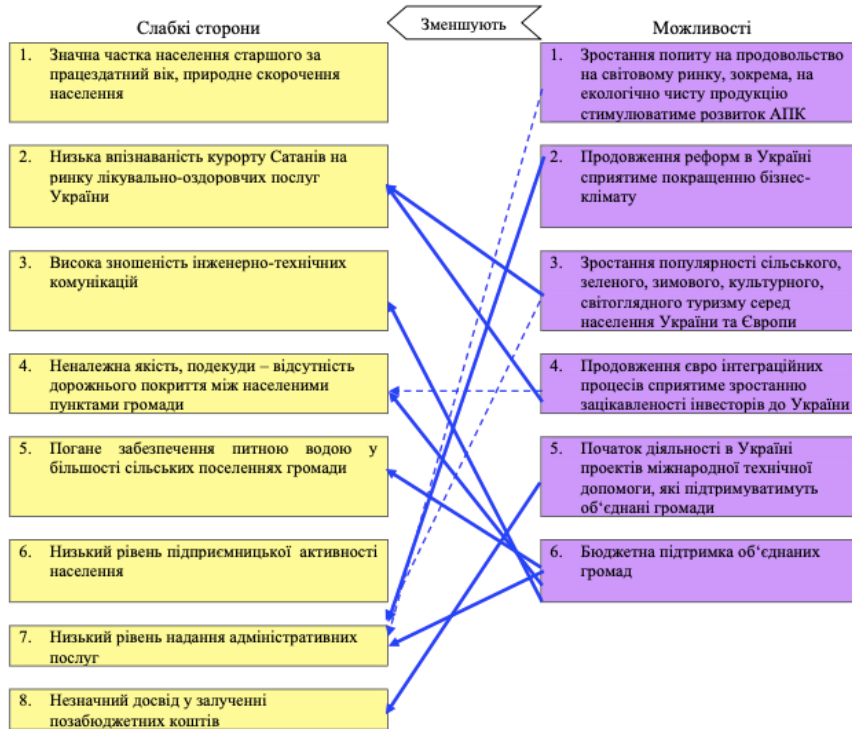 Слабкі сторони
Зменшують
Можливості
1. Значна частка населення старшого за
працездатний вік, природне скорочення
населення
2. Низька впізнаваність курорту Сатанів на
ринку лікувально-оздоровчих послуг
України
3. Висока зношеність інженерно-технічних
комунікацій
4. Неналежна якість, подекуди – відсутність
дорожнього покриття між населеними
пунктами громади
5. Погане забезпечення питною водою у
більшості сільських поселеннях громади
6. Низький рівень підприємницької активності
населення
7. Низький рівень надання адміністративних
послуг
8. Незначний досвід у залученні
позабюджетних коштів
1. Зростання попиту на продовольство
на світовому ринку, зокрема, на
екологічно чисту продукцію
стимулюватиме розвиток АПК
2. Продовження реформ в Україні
сприятиме покращенню бізнес-
клімату
3. Зростання популярності сільського,
зеленого, зимового, культурного,
світоглядного туризму серед
населення України та Європи
4. Продовження євро інтеграційних
процесів сприятиме зростанню
зацікавленості інвесторів до України
5. Початок діяльності в Україні
проектів міжнародної технічної
допомоги, які підтримуватимуть
об‘єднані громади
6. Бюджетна підтримка об‘єднаних
громад